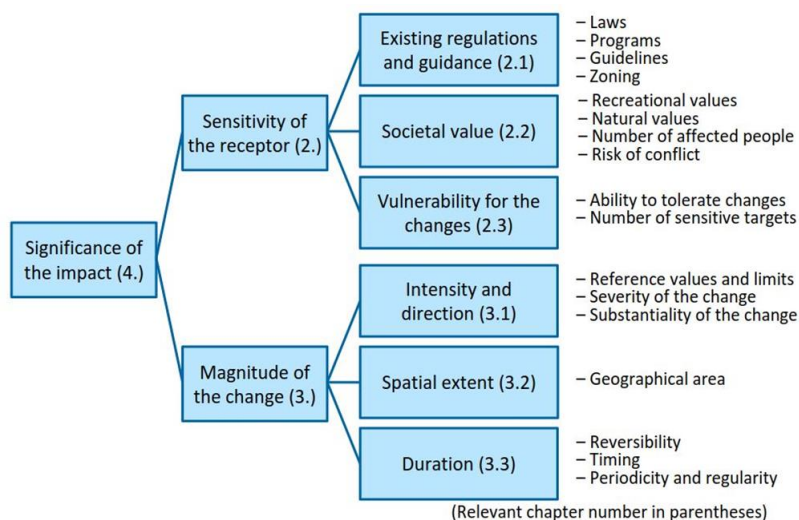 Existing regulations
and guidance (2.1)
– Laws
– Programs
– Guidelines
– Zoning
Sensitivity of
the receptor (2.)
Societal value (2.2)
– Recreational values
– Natural values
– Number of affected people
– Risk of conflict
Vulnerability for the
changes (2.3)
– Ability to tolerate changes
– Number of sensitive targets
Significance of
the impact (4.)
Intensity and
direction (3.1)
– Reference values and limits
– Severity of the change
– Substantiality of the change
Magnitude of
the change (3.)
Spatial extent (3.2)
– Geographical area
Duration (3.3)
– Reversibility
– Timing
– Periodicity and regularity
(Relevant chapter number in parentheses)